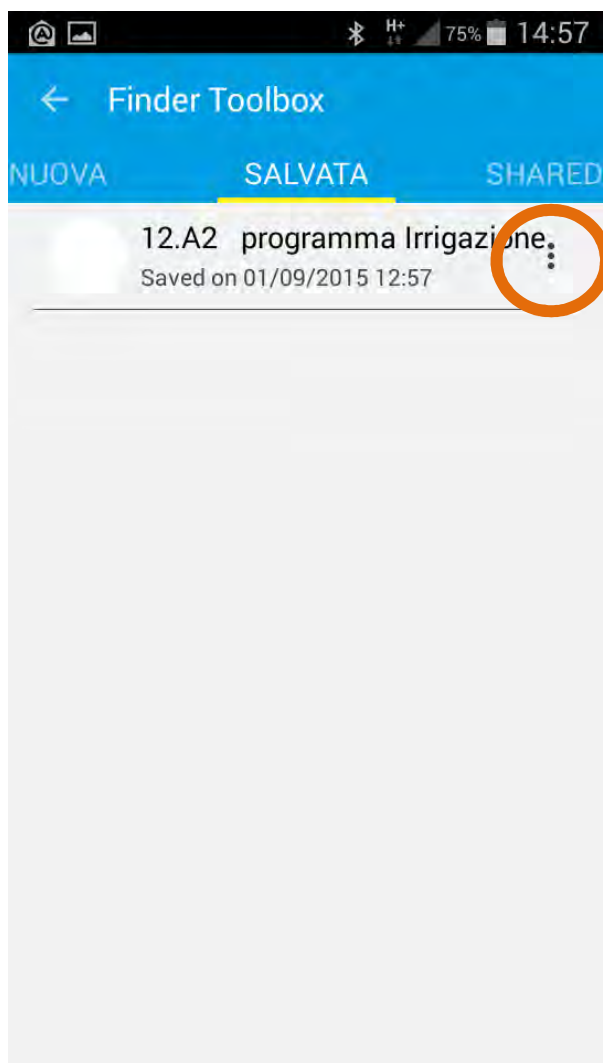 H+ 75% 14:57
Finder Toolbox
NUOVA SALVATA SHARED
12.A2 programma Irrigazione
Saved on 01/09/2015 12:57